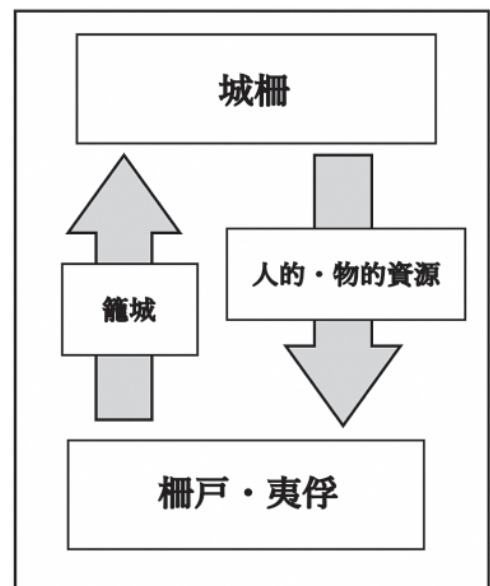 城柵
人的・物的資源
籠城
柵戸・夷俘